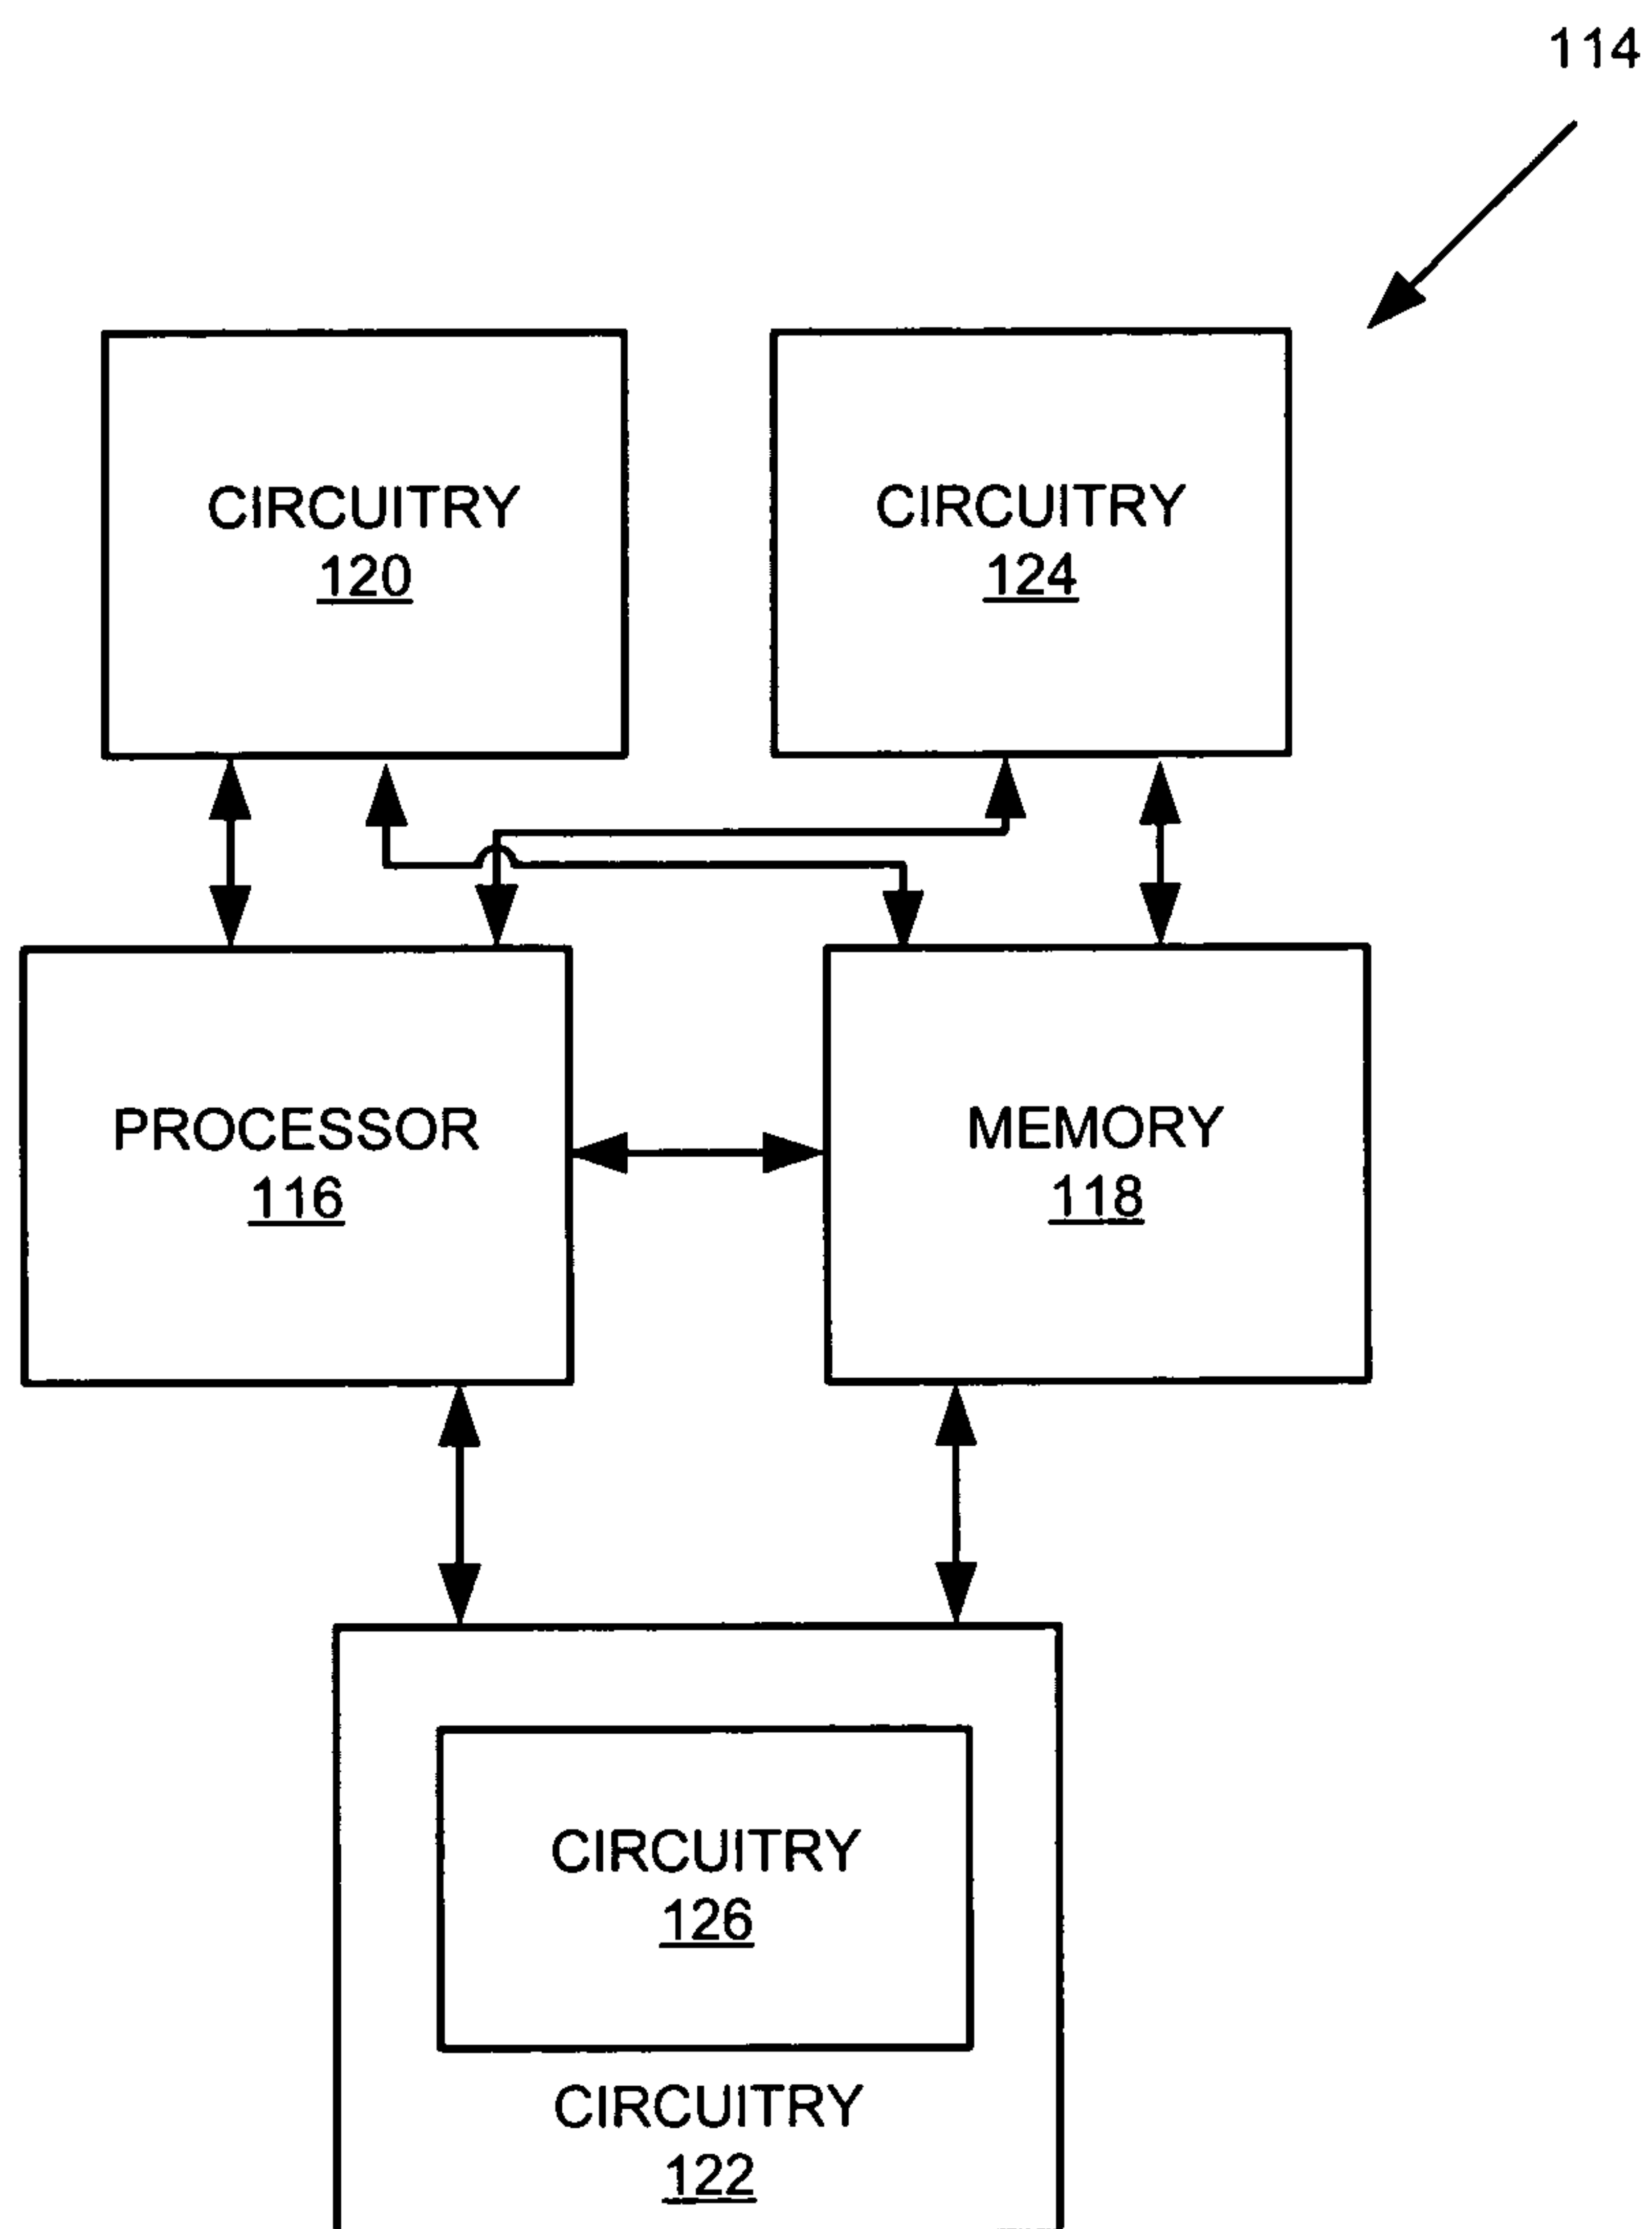 114
CIRCUITRY
120
CIRCUITRY
124
PROCESSOR
116
MEMORY
118
CIRCUITRY
126
CIRCUITRY
122